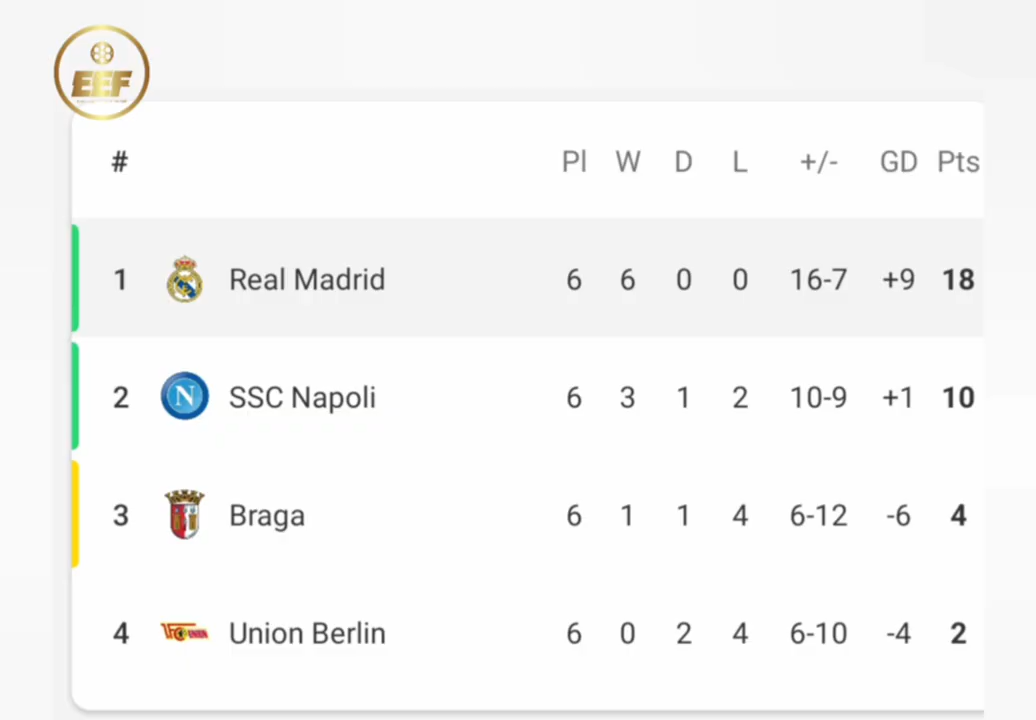 EEF
# Pl W D L +/- GD Pts
1 Real Madrid 6 6 0 0 16-7 +9 18
2 N SSC Napoli 6 3 1 2 10-9 +1 10
3 Braga 6 1 1 4 6-12 -6 4
4 UNION Union Berlin 6 0 2 4 6-10 -4 2